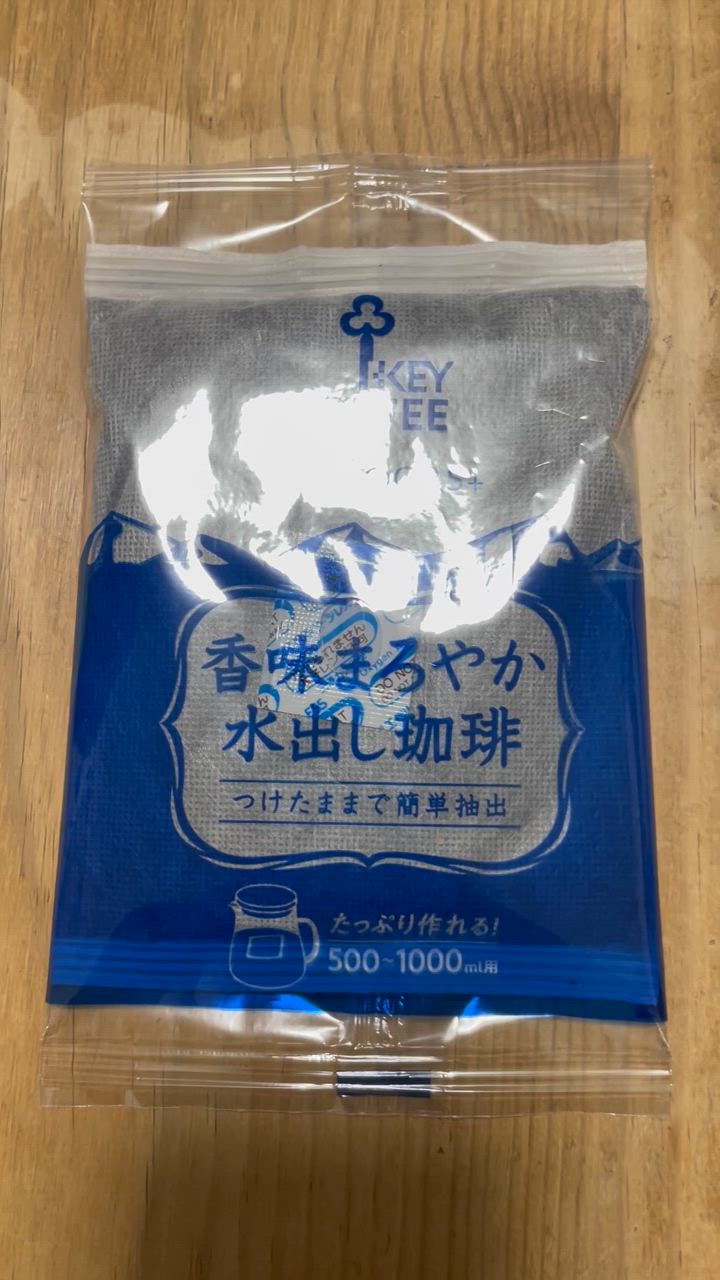 KEY
香味まろやか
水出し珈琲
つけたままで簡単抽出
たっぷり作れる!
500~1000ml用